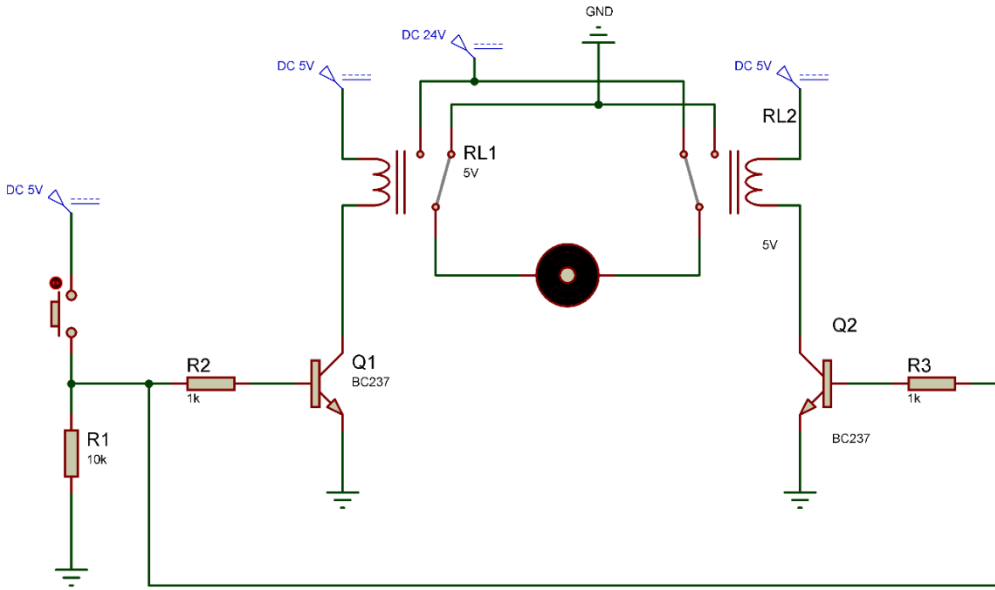 GND
DC 24V
DC 5V
DC 5V
RL2
RL1
5V
DC 5V
5V
Q2
R2
Q1
R3
1k
BC237
1k
BC237
R1
10k